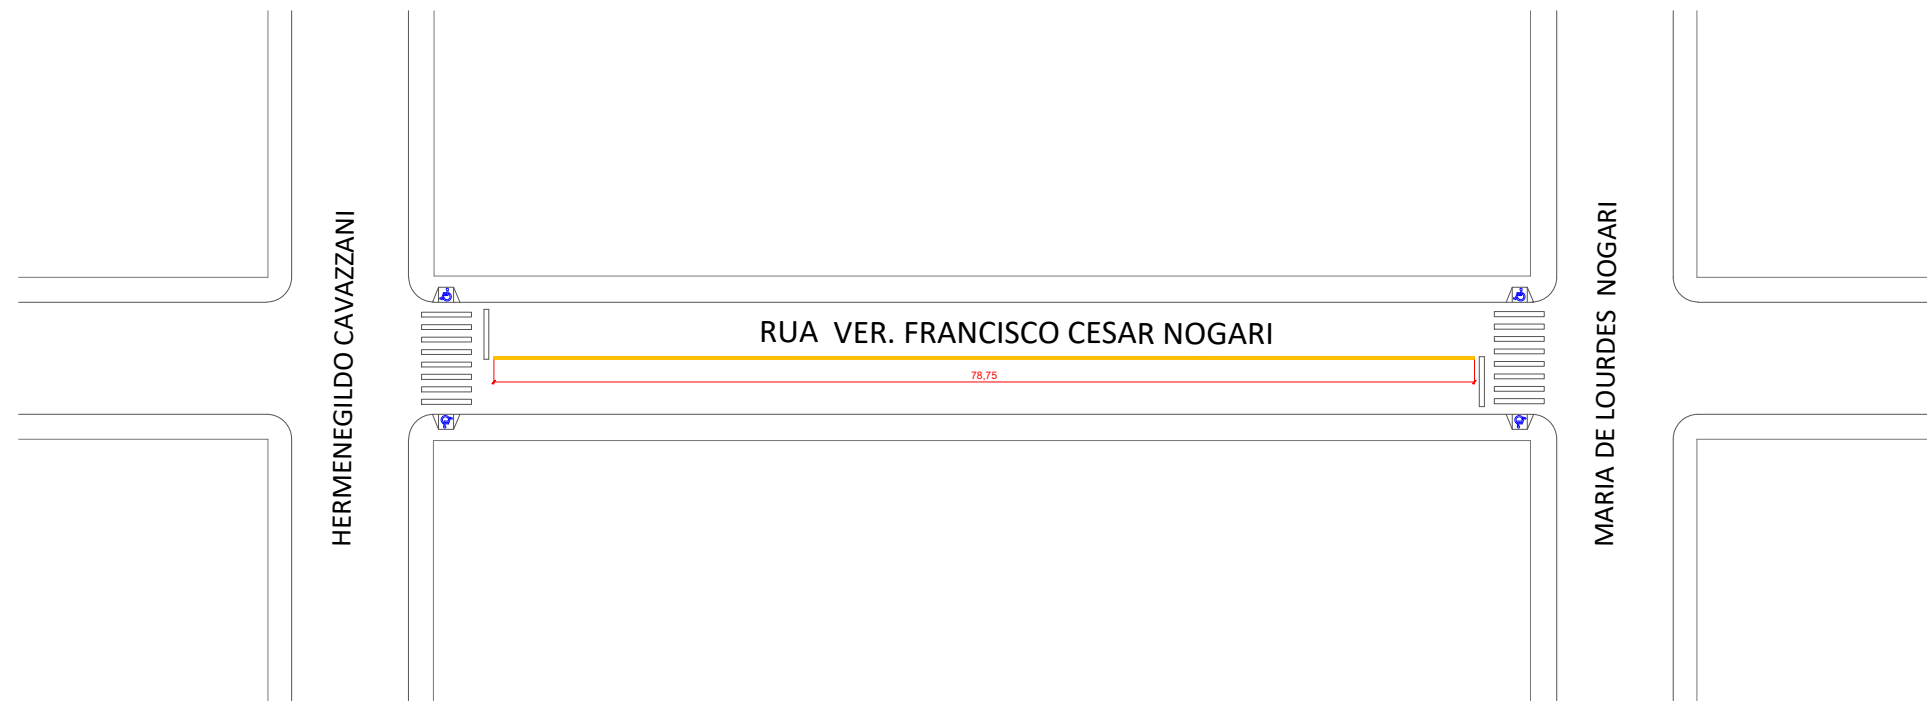 HERMENEGILDO CAVAZZANI
RUA  VER. FRANCISCO CESAR NOGARI
78,75
MARIA DE LOURDES  NOGARI